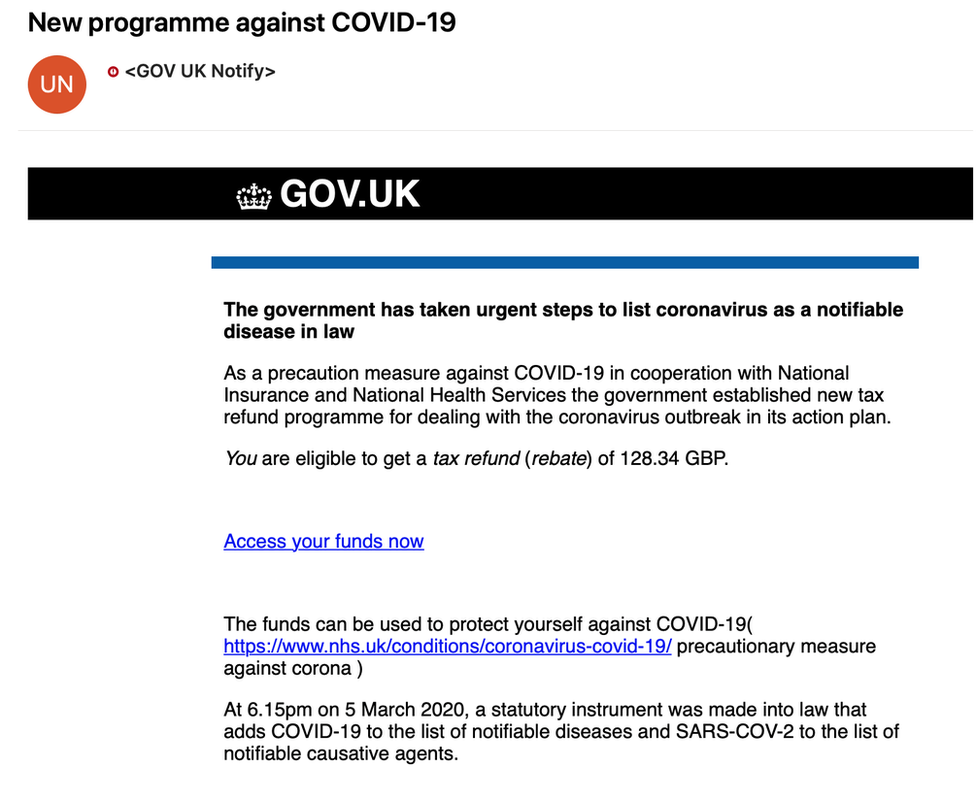 New programme against COVID-19
UN
<GOV UK Notify>
GOV.UK
The government has taken urgent steps to list coronavirus as a notifiable
disease in law
As a precaution measure against COVID-19 in cooperation with National
Insurance and National Health Services the government established new tax
refund programme for dealing with the coronavirus outbreak in its action plan.
You are eligible to get a tax refund (rebate) of 128.34 GBP.
Access your funds now
The funds can be used to protect yourself against COVID-19(
https://www.nhs.uk/conditions/coronavirus-covid-19/ precautionary measure
against corona )
At 6.15pm on 5 March 2020, a statutory instrument was made into law that
adds COVID-19 to the list of notifiable diseases and SARS-COV-2 to the list of
notifiable causative agents.